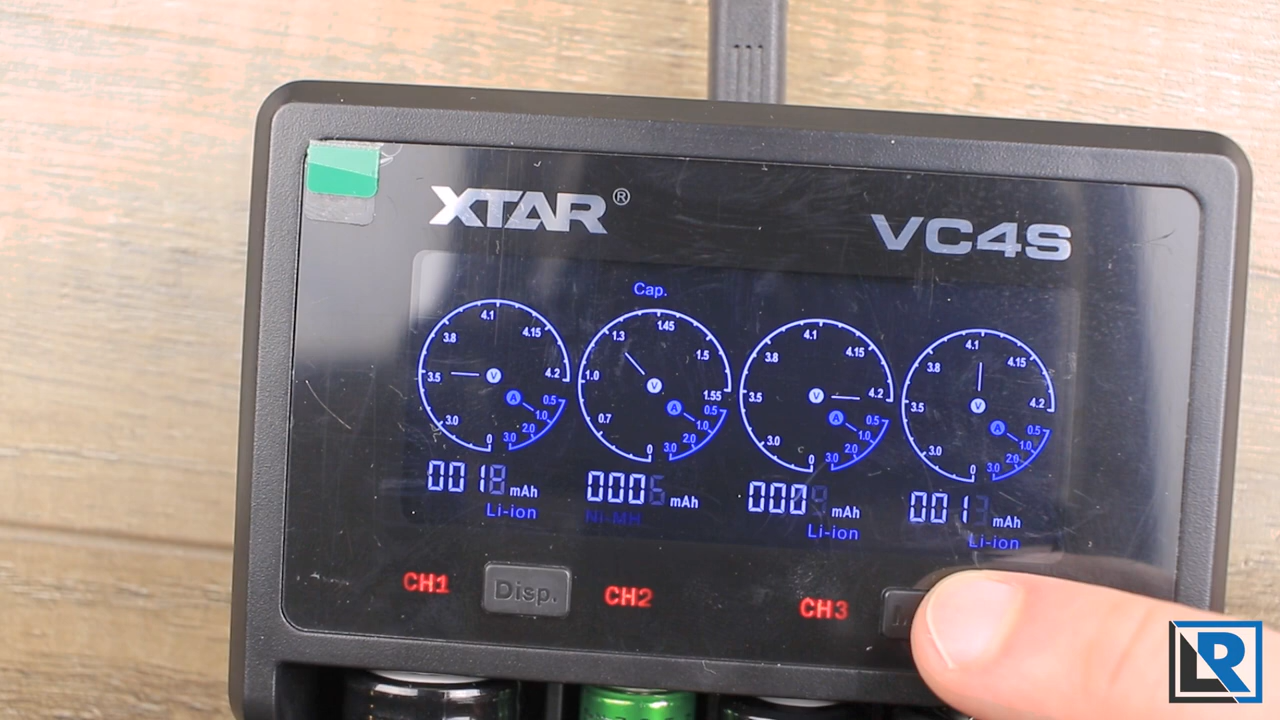 XTAR®
VC4S
Cap.
4.1
3.8
4.15
3.5
4.2
3.0
0
V
A
0.5
1.0
2.0
3.0
1.45
1.3
1.5
1.0
1.55
0.7
0
V
A
0.5
1.0
2.0
3.0
4.1
3.8
4.15
3.5
4.2
3.0
0
V
A
0.5
1.0
2.0
3.0
4.1
3.8
4.15
3.5
4.2
3.0
0
V
A
0.5
1.0
2.0
3.0
0018 mAh
Li-ion
0006 mAh
Ni-MH
0009 mAh
Li-ion
001 mAh
Li-ion
CH1
Disp.
CH2
CH3
LR